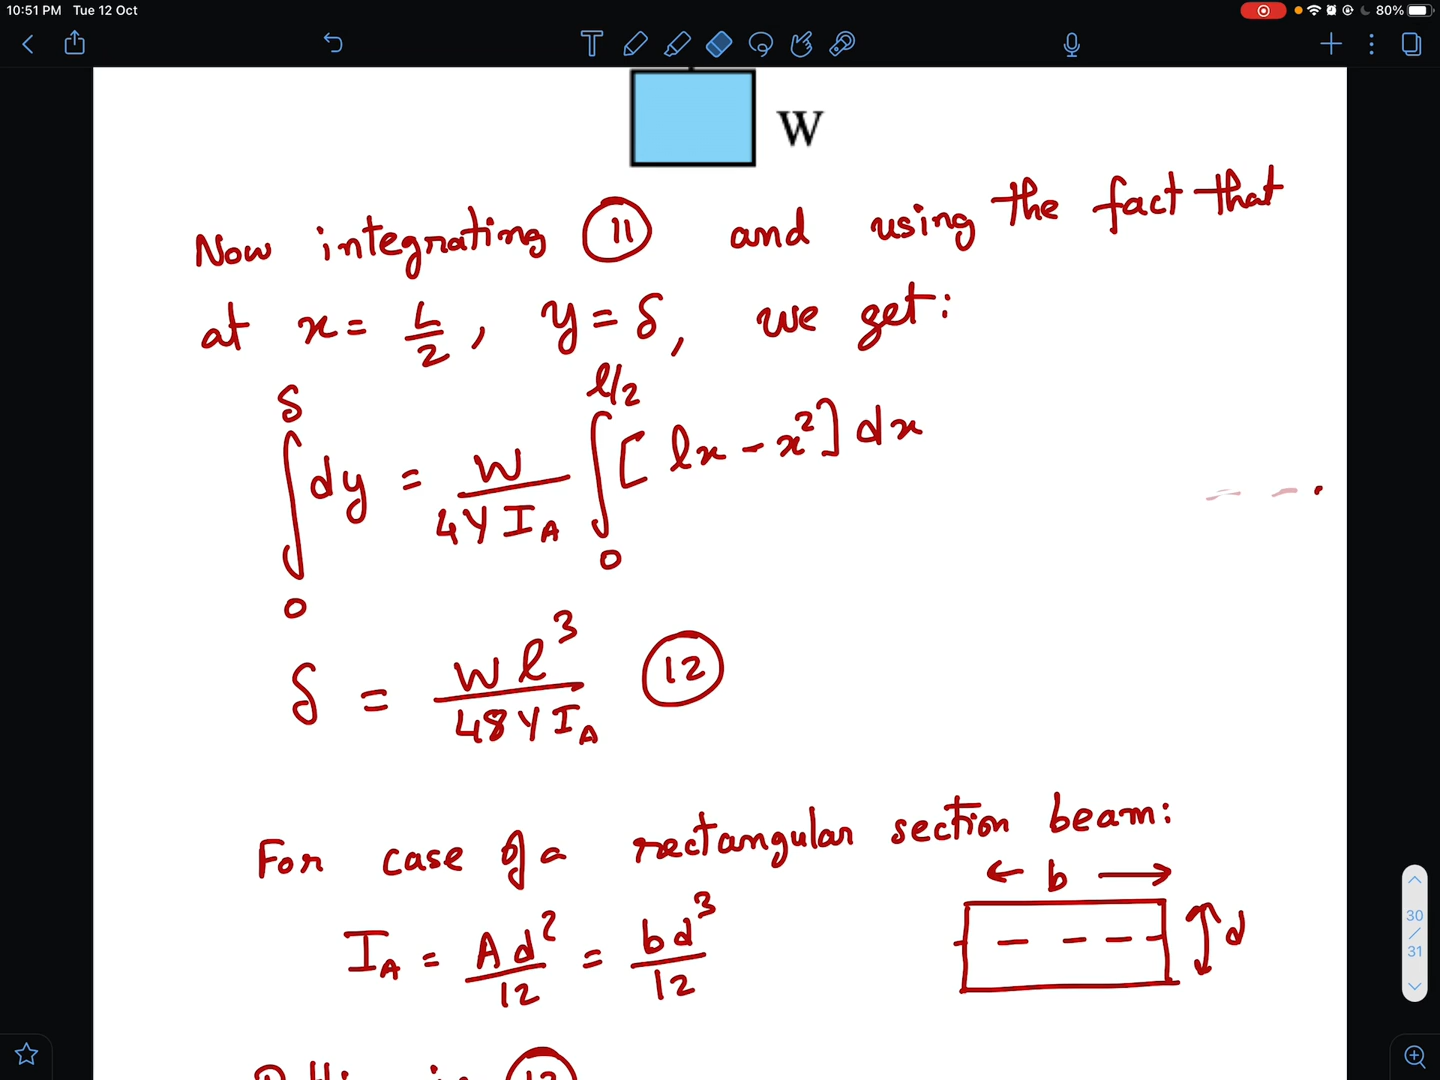 10:51 PM Tue 12 Oct
80%
W
Now integrating 11 and using the fact that
at x = L/2, y = δ, we get:
∫₀^δ dy = W/(4YI_A) ∫₀^(l/2) [lx - x²] dx
δ = Wl³/(48YI_A) 12
For case of a rectangular section beam:
← b →
I_A = Ad²/12 = bd³/12
d
30
/
31
in 12